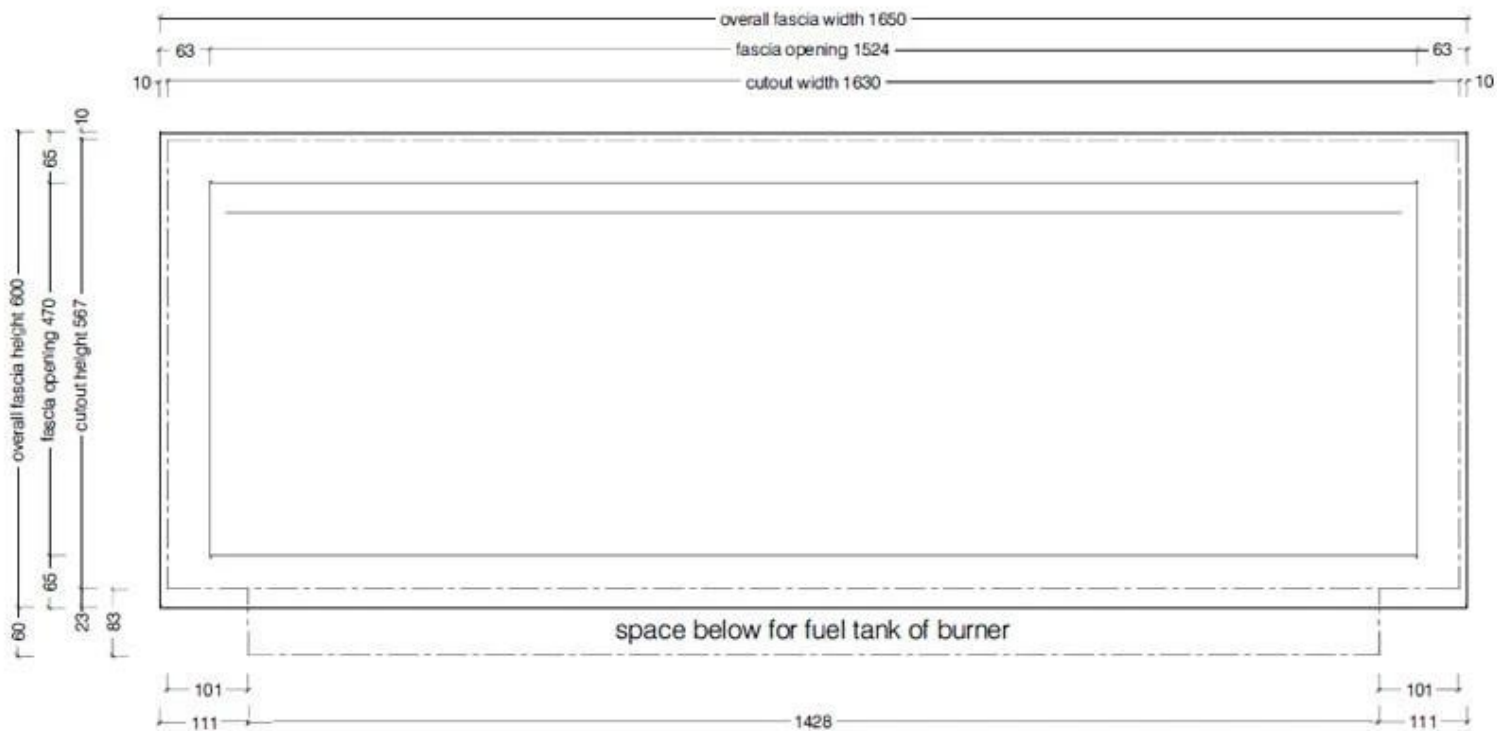 overall fascia width 1650
63 fascia opening 1524 63
10 cutout width 1630 10
10
65
overall fascia height 600
fascia opening 470
cutout height 567
65
60
23
83
space below for fuel tank of burner
101 101
111 1428 111